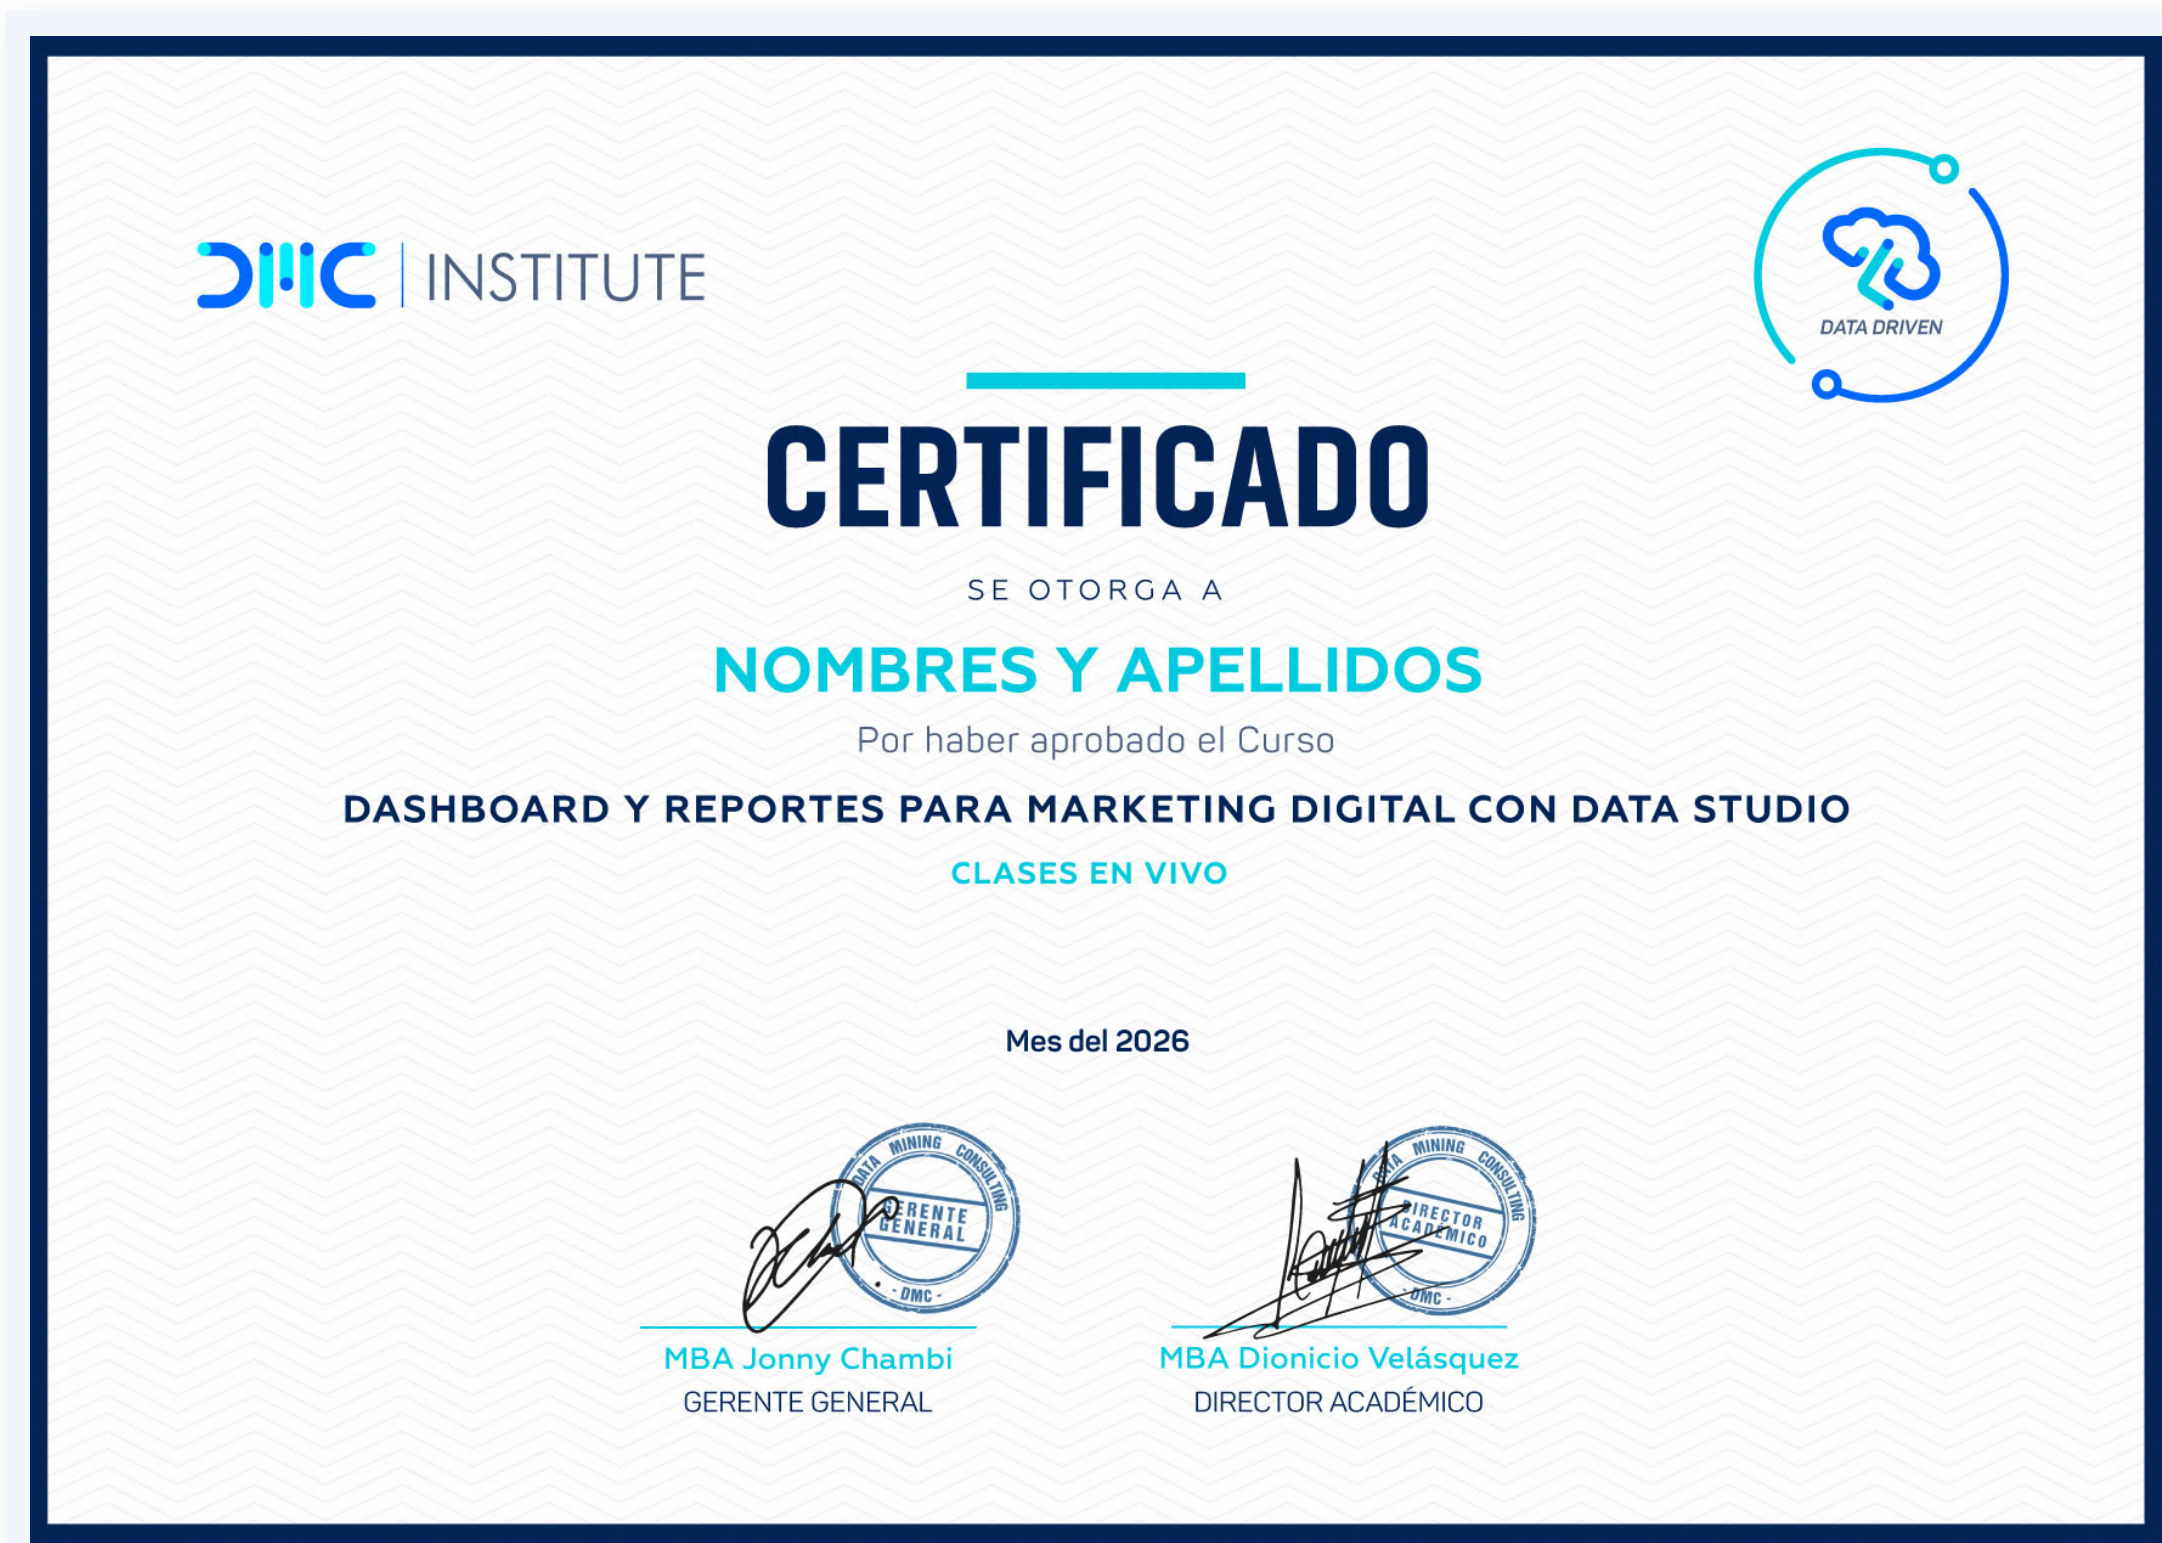 DMC | INSTITUTE
DATA DRIVEN
CERTIFICADO
SE OTORGA A
NOMBRES Y APELLIDOS
Por haber aprobado el Curso
DASHBOARD Y REPORTES PARA MARKETING DIGITAL CON DATA STUDIO
CLASES EN VIVO
Mes del 2026
DATA MINING CONSULTING
GERENTE
GENERAL
- DMC -
DATA MINING CONSULTING
DIRECTOR
ACADÉMICO
- DMC -
MBA Jonny Chambi
GERENTE GENERAL
MBA Dionicio Velásquez
DIRECTOR ACADÉMICO